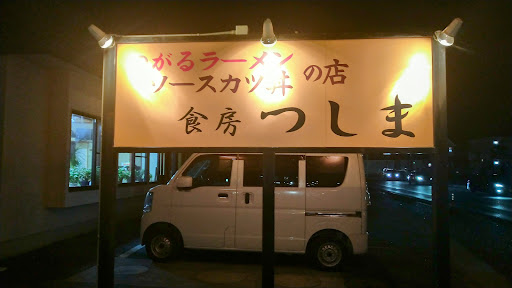 がるラーメン
ソースカツ丼の店
食房つしま